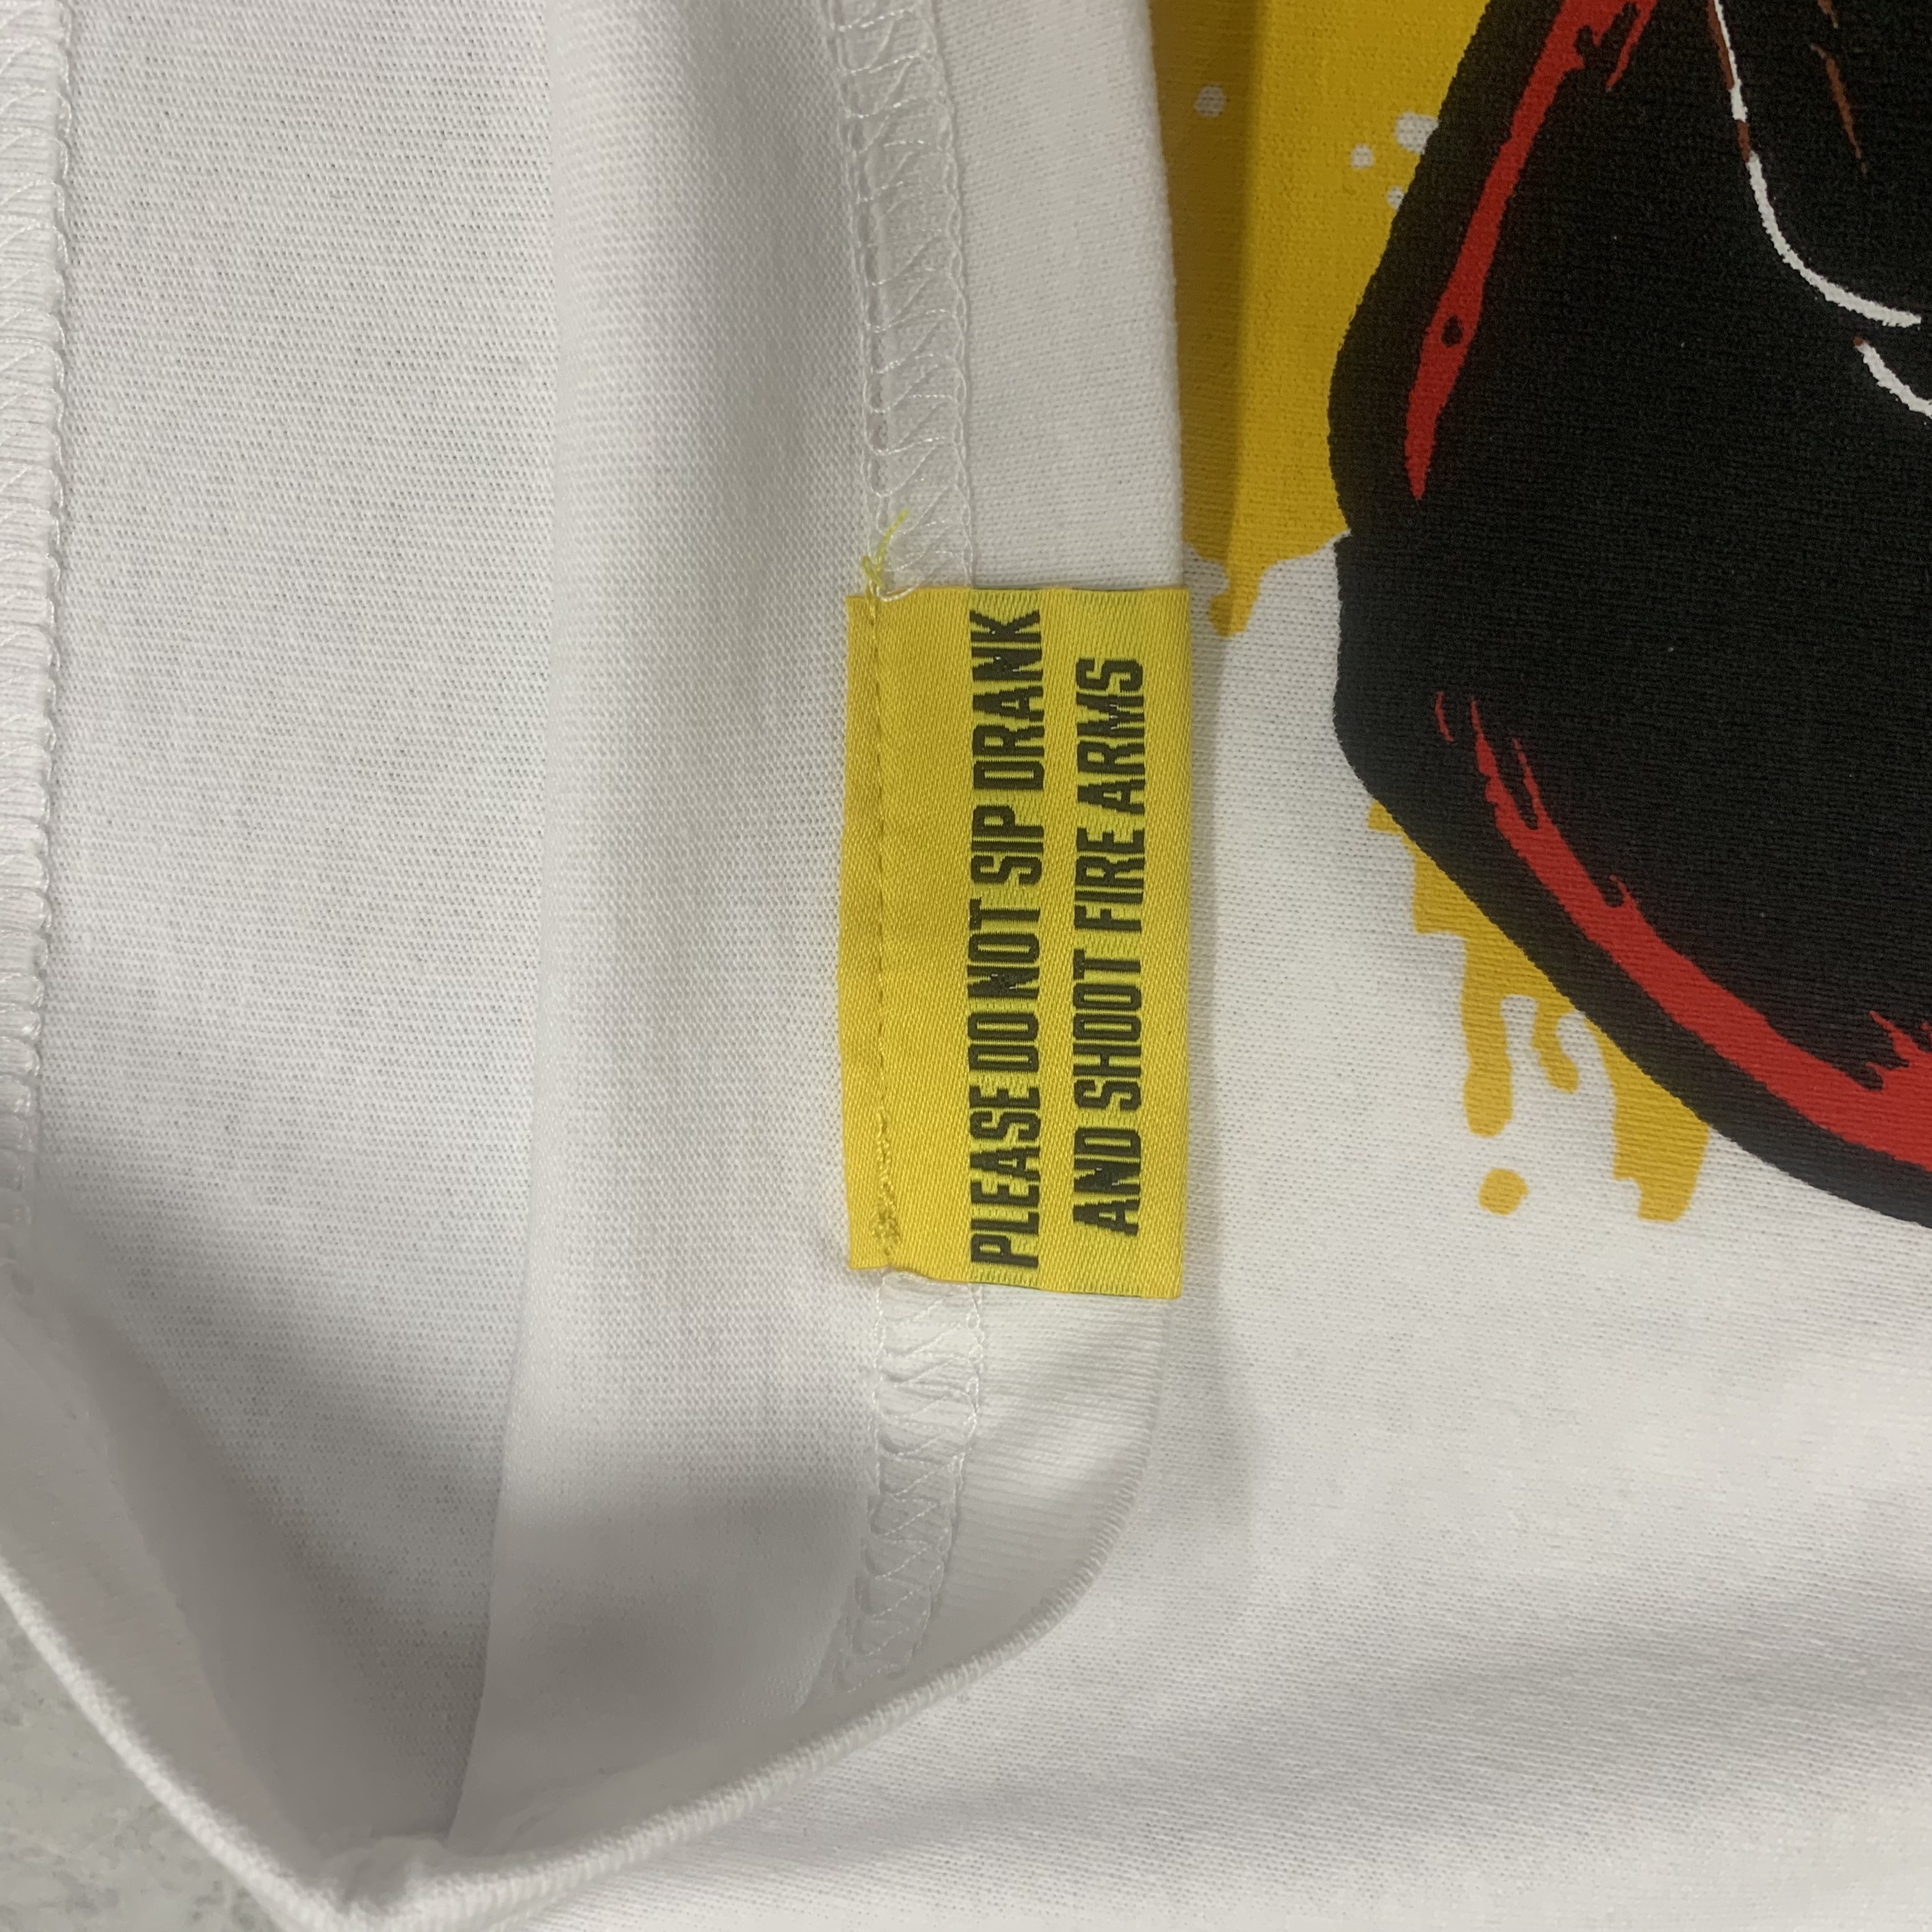 PLEASE DO NOT SIP DRANK
AND SHOOT FIRE ARMS